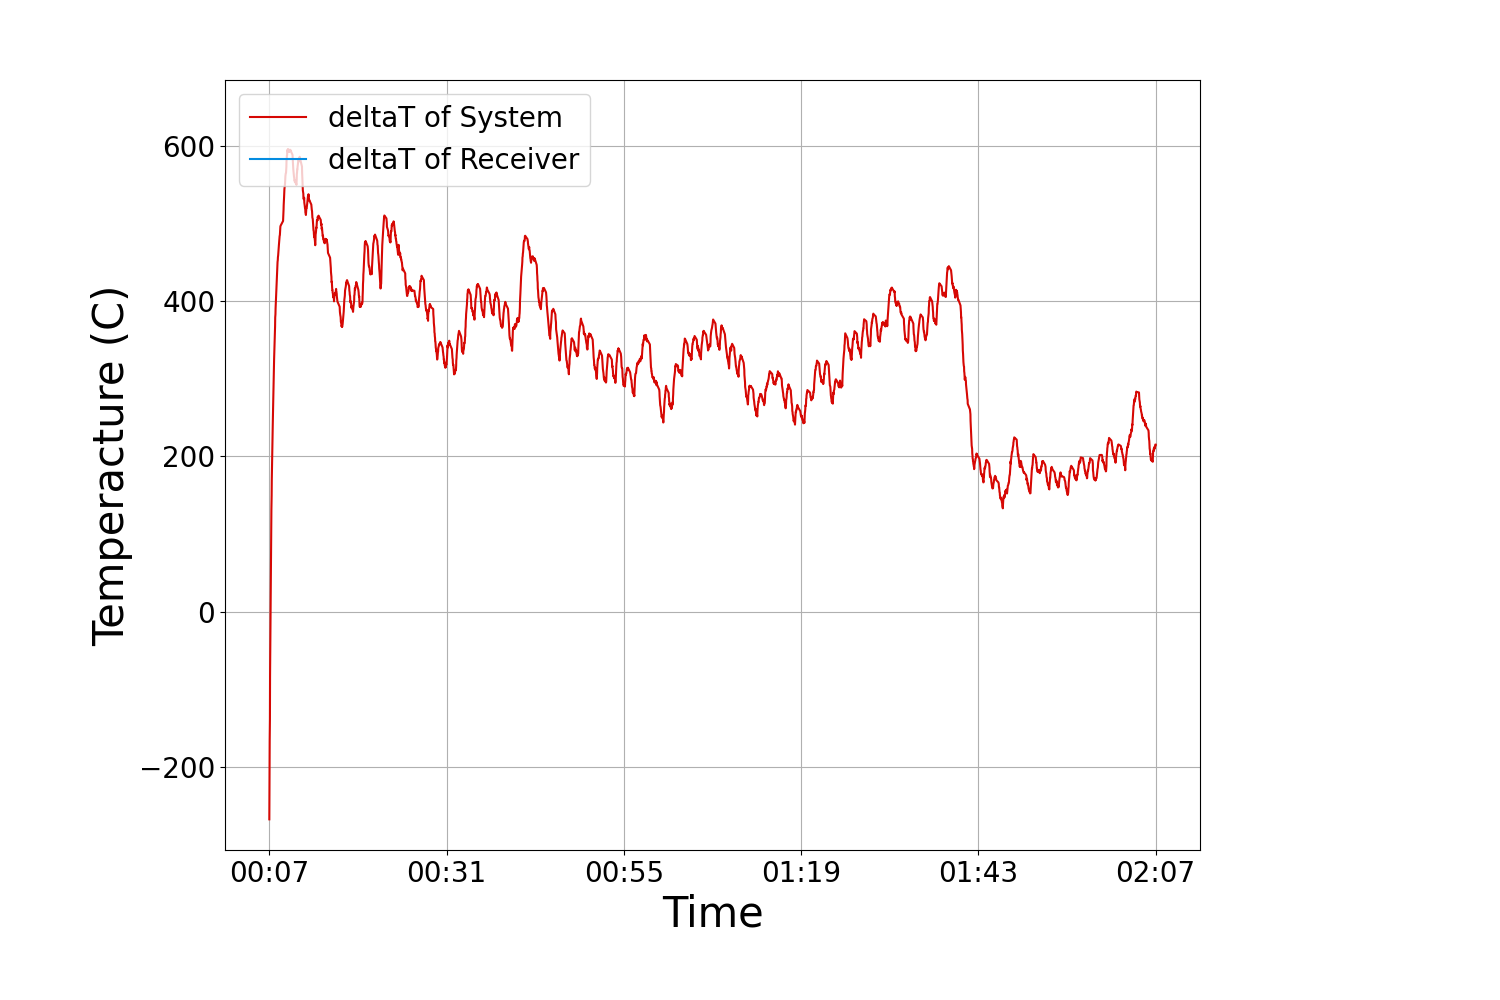 deltaT of System
deltaT of Receiver
600
400
200
0
−200
Temperacture (C)
00:07 00:31 00:55 01:19 01:43 02:07
Time